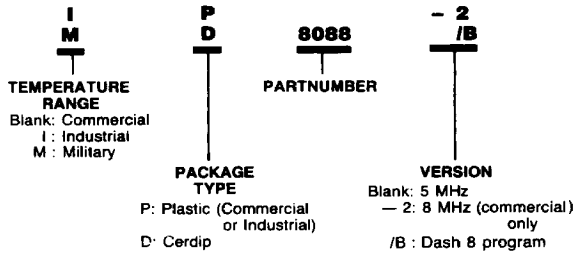 I P – 2
M D 8088 /B
TEMPERATURE
RANGE
Blank: Commercial
I : Industrial
M : Military
PARTNUMBER
PACKAGE
TYPE
P: Plastic (Commercial
or Industrial)
D: Cerdip
VERSION
Blank: 5 MHz
– 2: 8 MHz (commercial)
only
/B : Dash 8 program